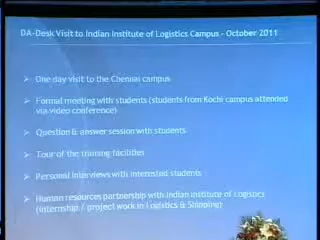 DA-Desk Visit to Indian Institute of Logistics Campus - October 2011
One day visit to the Chennai campus
Formal meeting with students (students from Kochi campus attended
via video conference)
Question & answer session with students
Tour of the training facilities
Personal interviews with interested students
Human resources partnership with Indian Institute of Logistics
(internship / project work in Logistics & Shipping)